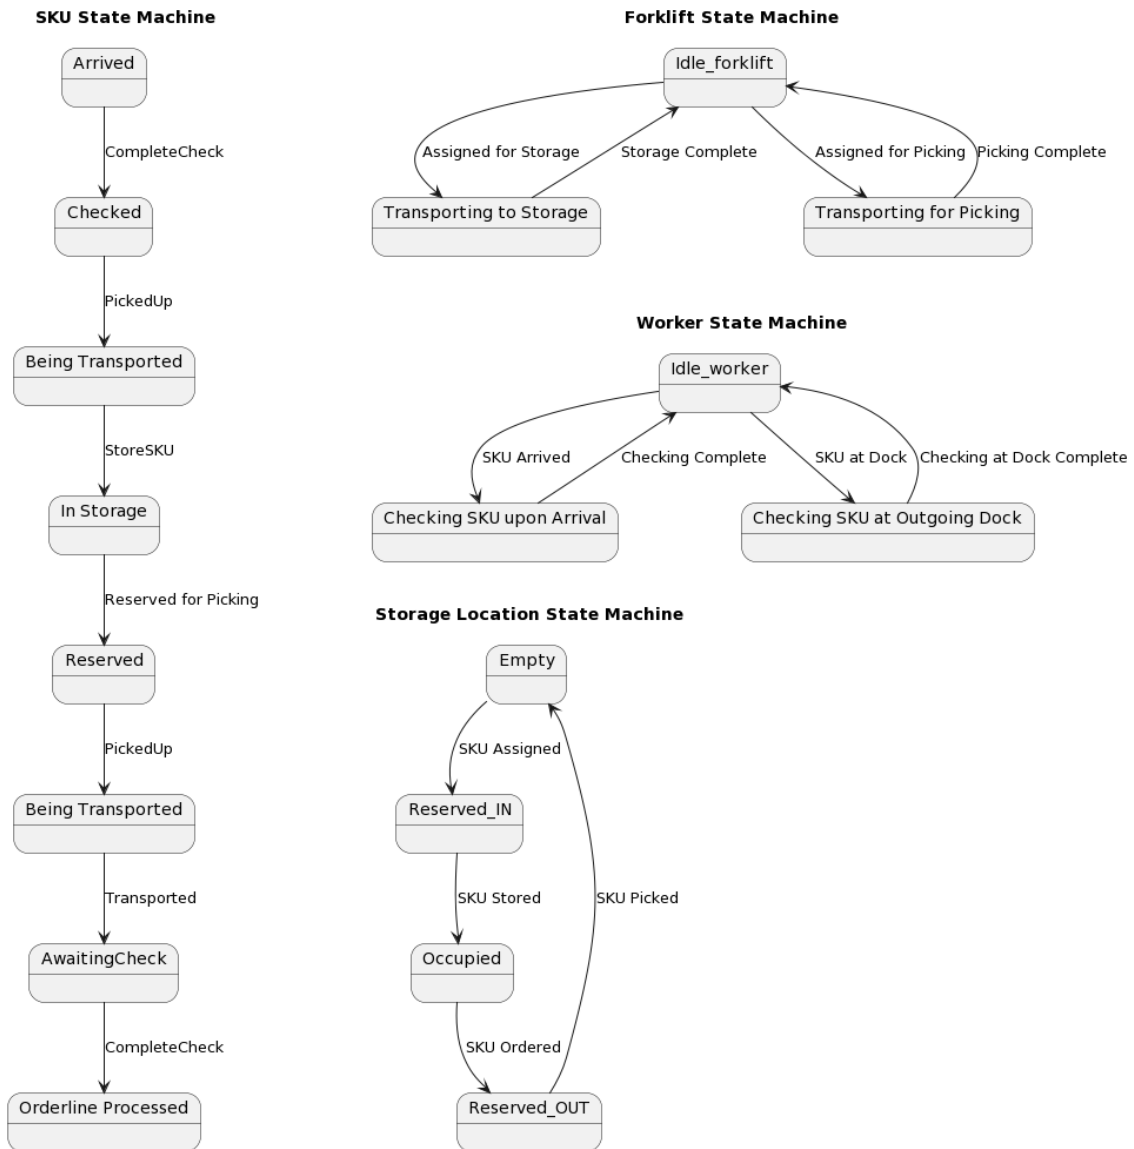 SKU State Machine
Arrived
CompleteCheck
Checked
PickedUp
Being Transported
StoreSKU
In Storage
Reserved for Picking
Reserved
PickedUp
Being Transported
Transported
AwaitingCheck
CompleteCheck
Orderline Processed
Forklift State Machine
Idle_forklift
Assigned for Storage
Storage Complete
Assigned for Picking
Picking Complete
Transporting to Storage
Transporting for Picking
Worker State Machine
Idle_worker
SKU Arrived
Checking Complete
SKU at Dock
Checking at Dock Complete
Checking SKU upon Arrival
Checking SKU at Outgoing Dock
Storage Location State Machine
Empty
SKU Assigned
Reserved_IN
SKU Stored
SKU Picked
Occupied
SKU Ordered
Reserved_OUT